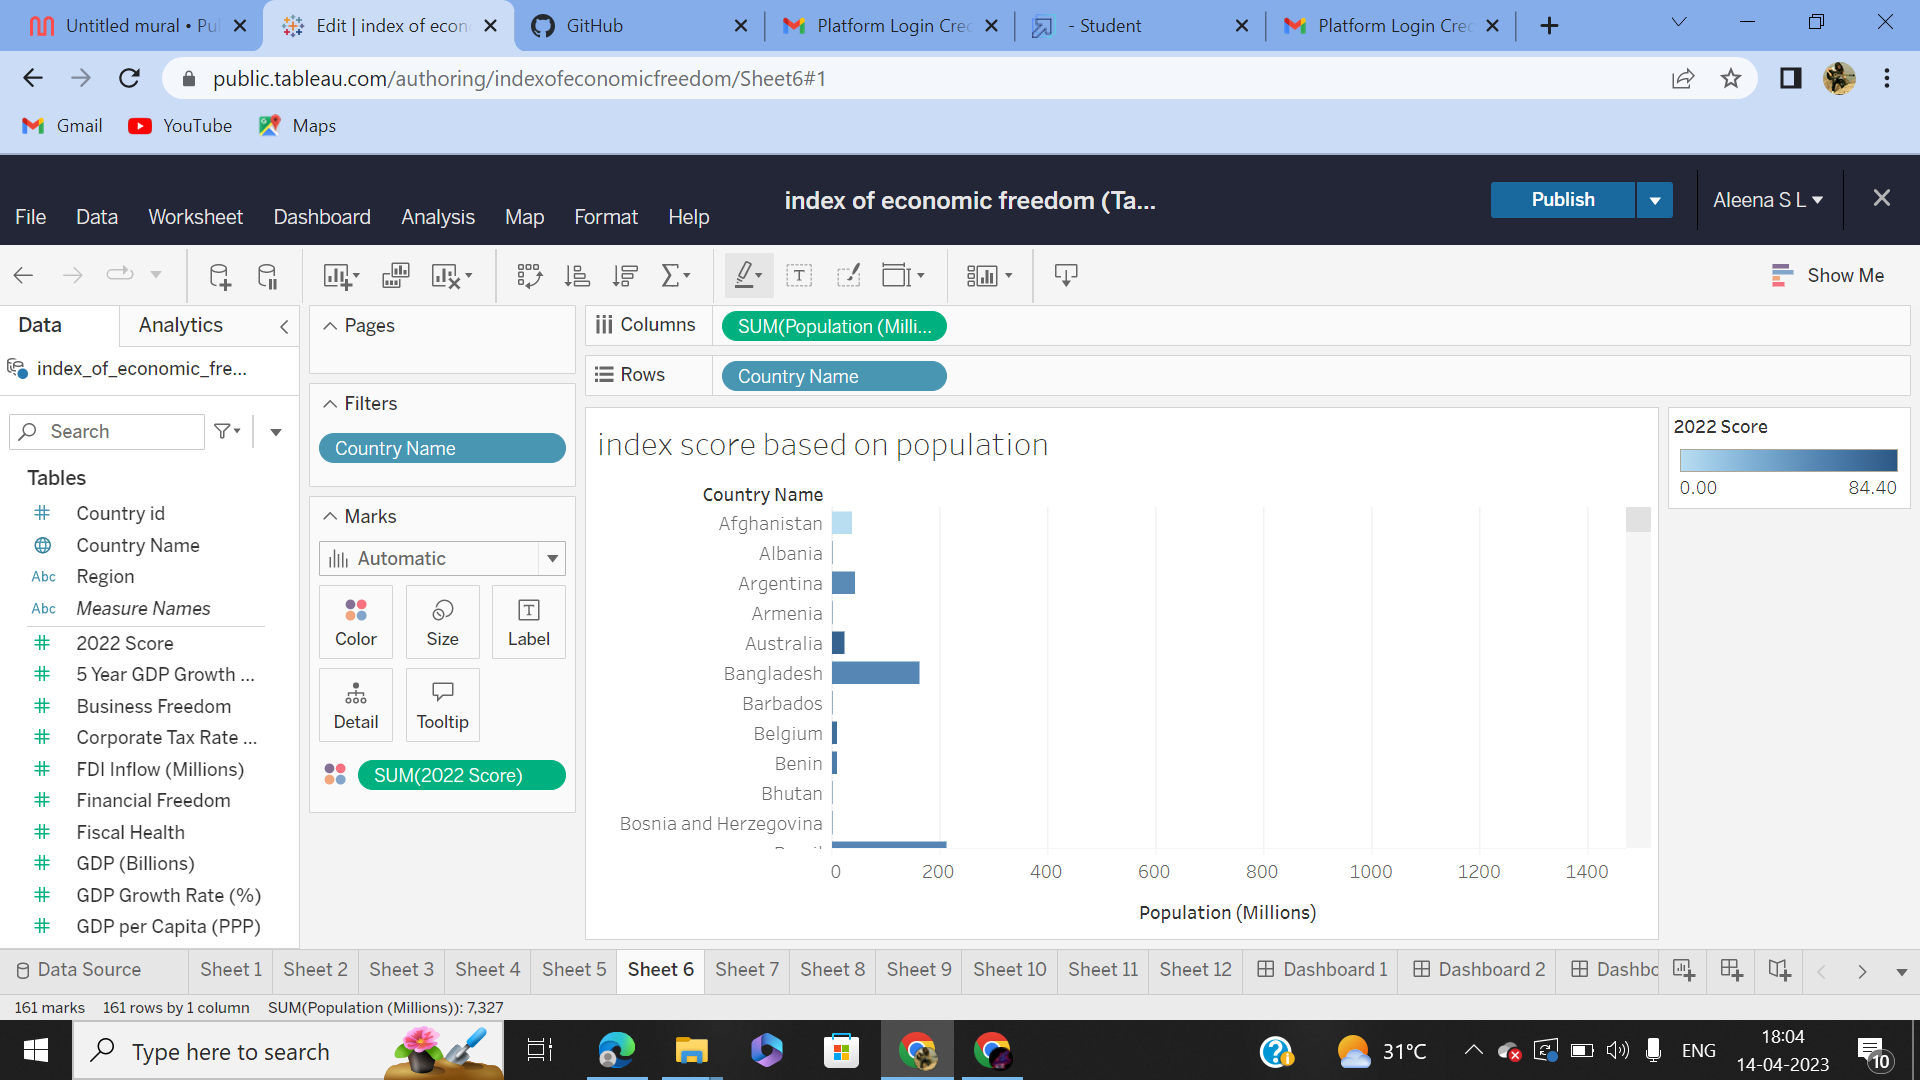 Untitled mural • Pu
Edit | index of econ
GitHub
Platform Login Cre
- Student
Platform Login Cre
public.tableau.com/authoring/indexofeconomicfreedom/Sheet6#1
Gmail
YouTube
Maps
index of economic freedom (Ta...
Publish
Aleena S L
File
Data
Worksheet
Dashboard
Analysis
Map
Format
Help
Show Me
Data
Analytics
index_of_economic_fre...
Search
Tables
Country id
Country Name
Abc Region
Abc Measure Names
2022 Score
5 Year GDP Growth ...
Business Freedom
Corporate Tax Rate ...
FDI Inflow (Millions)
Financial Freedom
Fiscal Health
GDP (Billions)
GDP Growth Rate (%)
GDP per Capita (PPP)
Pages
Filters
Country Name
Marks
Automatic
Color
Size
Label
Detail
Tooltip
SUM(2022 Score)
Columns
SUM(Population (Milli...
Rows
Country Name
index score based on population
Country Name
Afghanistan
Albania
Argentina
Armenia
Australia
Bangladesh
Barbados
Belgium
Benin
Bhutan
Bosnia and Herzegovina
0 200 400 600 800 1000 1200 1400
Population (Millions)
2022 Score
0.00 84.40
Data Source
Sheet 1
Sheet 2
Sheet 3
Sheet 4
Sheet 5
Sheet 6
Sheet 7
Sheet 8
Sheet 9
Sheet 10
Sheet 11
Sheet 12
Dashboard 1
Dashboard 2
Dashbo
161 marks 161 rows by 1 column SUM(Population (Millions)): 7,327
Type here to search
31°C
ENG
18:04
14-04-2023
10